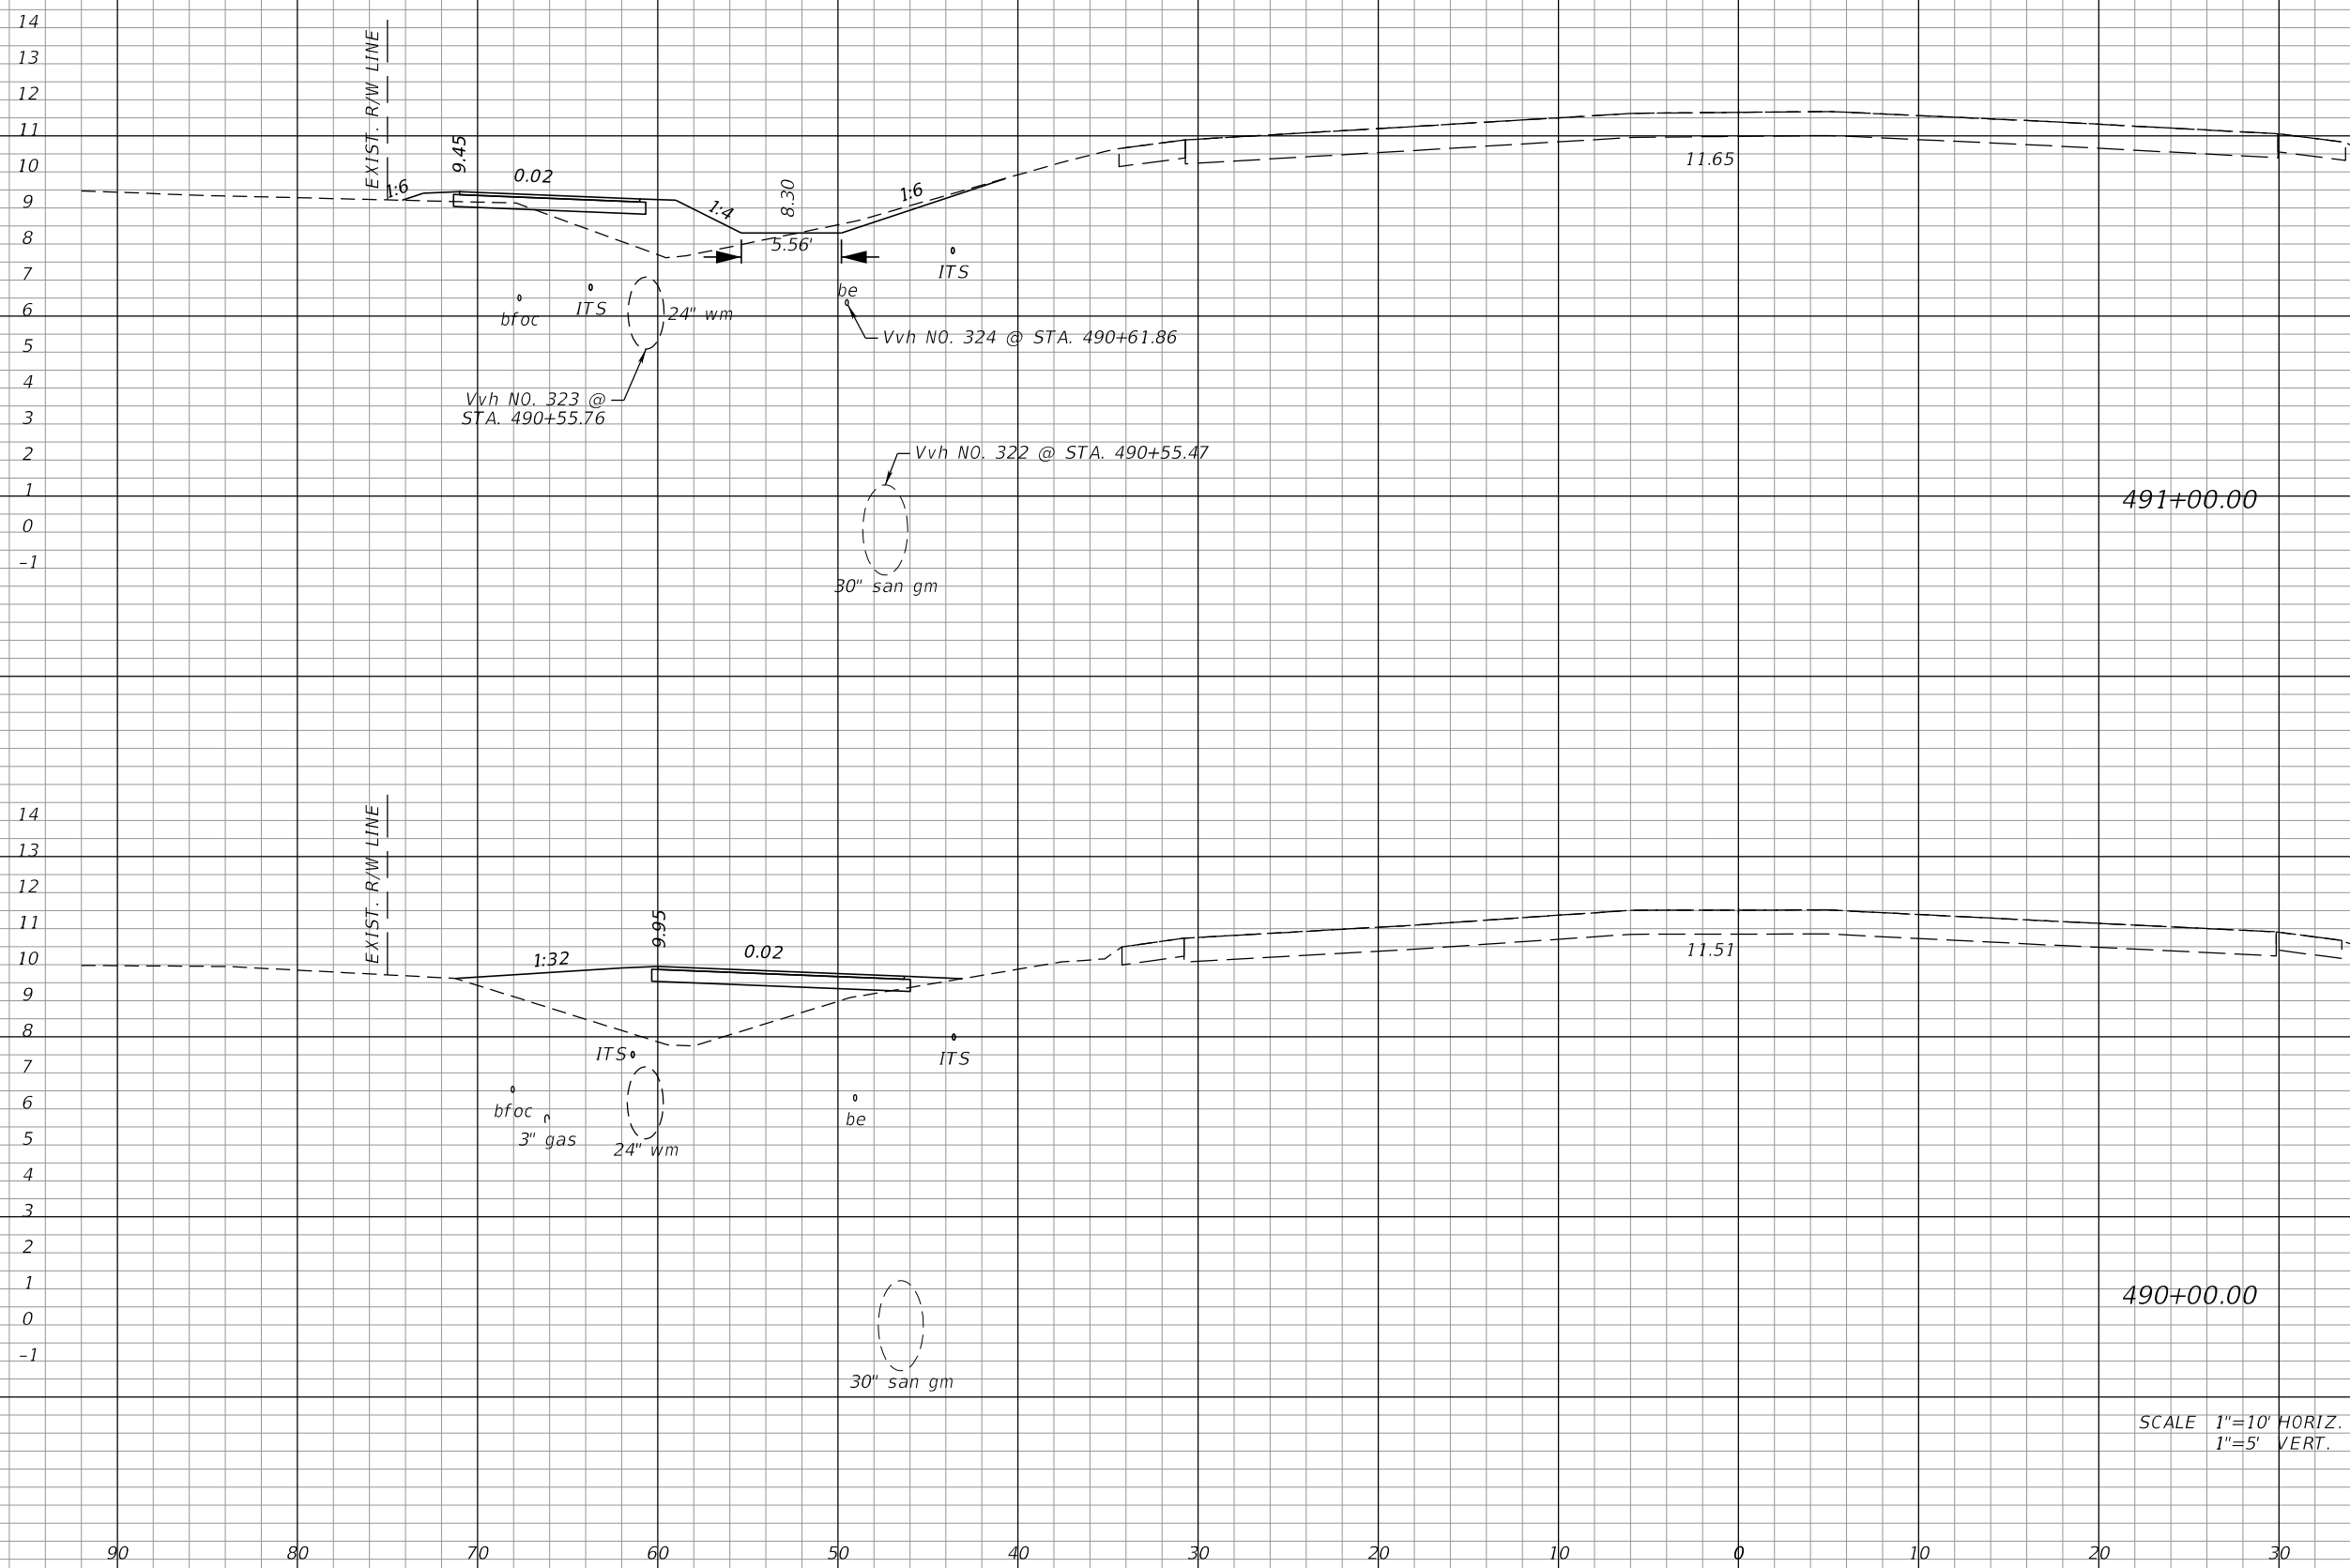 14
13
12
11
10
9
8
7
6
5
4
3
2
1
0
-1
EXIST. R/W LINE
1:6
9.45
0.02
1:4
8.30
5.56'
1:6
11.65
bfoc
ITS
24" wm
be
ITS
Vvh NO. 324 @ STA. 490+61.86
Vvh NO. 323 @
STA. 490+55.76
Vvh NO. 322 @ STA. 490+55.47
30" san gm
491+00.00
14
13
12
11
10
9
8
7
6
5
4
3
2
1
0
-1
EXIST. R/W LINE
1:32
9.95
0.02
11.51
ITS
ITS
bfoc
3" gas
24" wm
be
30" san gm
490+00.00
SCALE 1"=10' HORIZ.
1"=5' VERT.
90 80 70 60 50 40 30 20 10 0 10 20 30